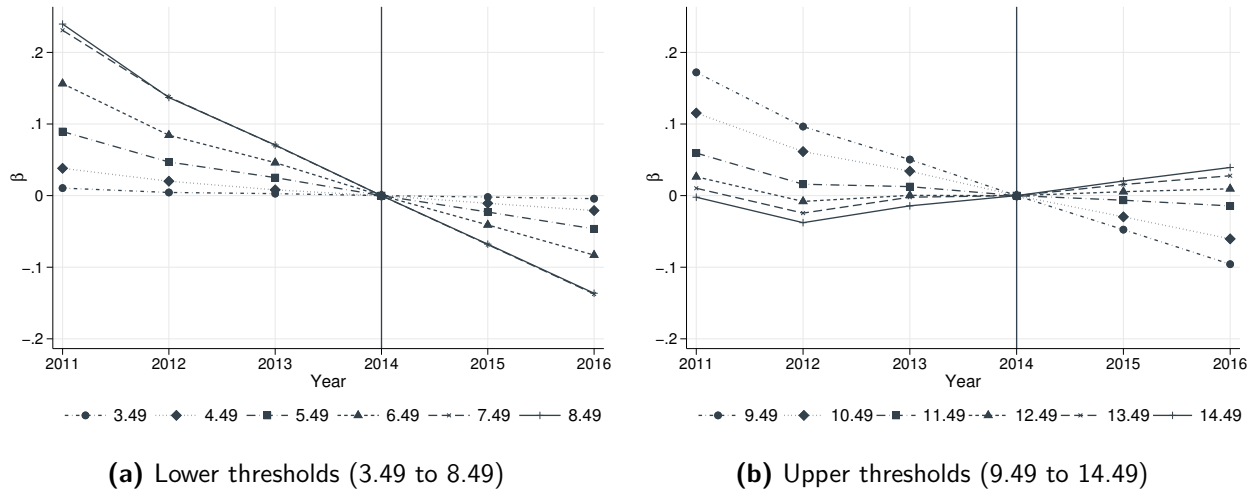 .2
.1
0
−.1
−.2
β
2011 2012 2013 2014 2015 2016
Year
3.49 4.49 5.49 6.49 7.49 8.49
(a) Lower thresholds (3.49 to 8.49)
.2
.1
0
−.1
−.2
β
2011 2012 2013 2014 2015 2016
Year
9.49 10.49 11.49 12.49 13.49 14.49
(b) Upper thresholds (9.49 to 14.49)